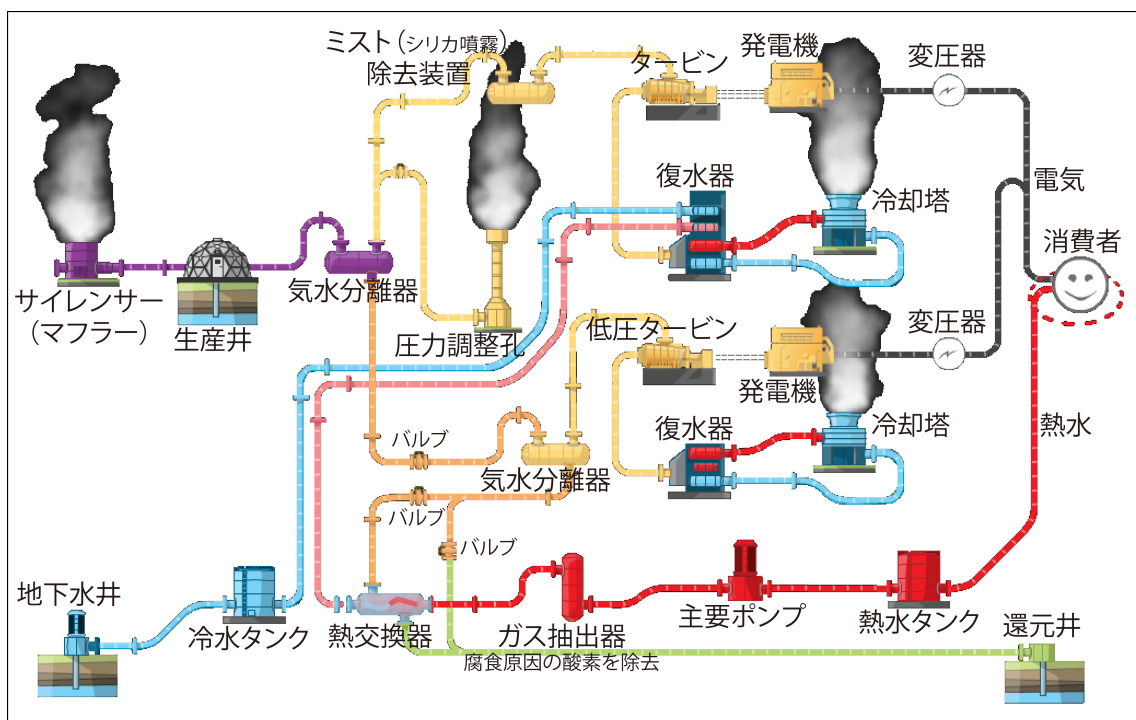 ミスト（シリカ噴霧）
除去装置
タービン
発電機
変圧器
復水器
冷却塔
電気
消費者
サイレンサー
（マフラー）
生産井
気水分離器
圧力調整孔
低圧タービン
発電機
変圧器
バルブ
気水分離器
復水器
冷却塔
熱水
バルブ
バルブ
地下水井
冷水タンク
熱交換器
ガス抽出器
腐食原因の酸素を除去
主要ポンプ
熱水タンク
還元井